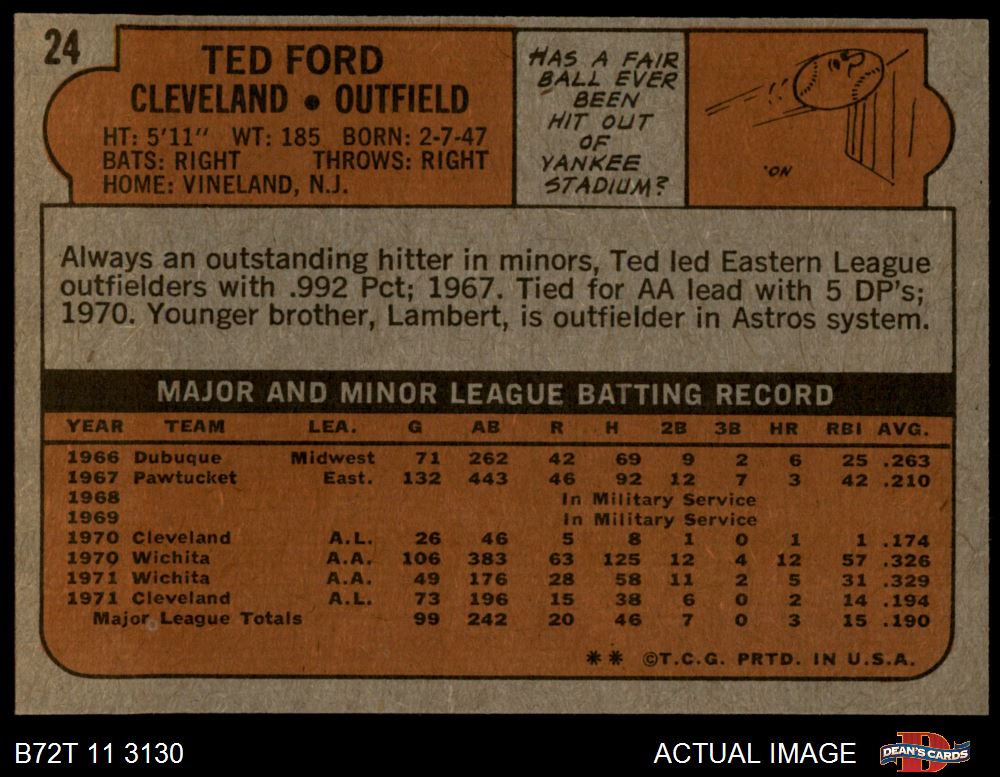 24
TED FORD
CLEVELAND • OUTFIELD
HT: 5'11" WT: 185 BORN: 2-7-47
BATS: RIGHT THROWS: RIGHT
HOME: VINELAND, N.J.
HAS A FAIR
BALL EVER
BEEN
HIT OUT
OF
YANKEE
STADIUM?
NO.
Always an outstanding hitter in minors, Ted led Eastern League
outfielders with .992 Pct; 1967. Tied for AA lead with 5 DP's;
1970. Younger brother, Lambert, is outfielder in Astros system.
MAJOR AND MINOR LEAGUE BATTING RECORD
YEAR TEAM LEA. G AB R H 2B 3B HR RBI AVG.
1966 Dubuque Midwest 71 262 42 69 9 2 6 25 .263
1967 Pawtucket East. 132 443 46 92 12 7 3 42 .210
1968 In Military Service
1969 In Military Service
1970 Cleveland A.L. 26 46 5 8 1 0 1 1 .174
1970 Wichita A.A. 106 383 63 125 12 4 12 57 .326
1971 Wichita A.A. 49 176 28 58 11 2 5 31 .329
1971 Cleveland A.L. 73 196 15 38 6 0 2 14 .194
Major League Totals 99 242 20 46 7 0 3 15 .190
** ©T.C.G. PRTD. IN U.S.A.
B72T 11 3130
ACTUAL IMAGE
DEAN'S CARDS